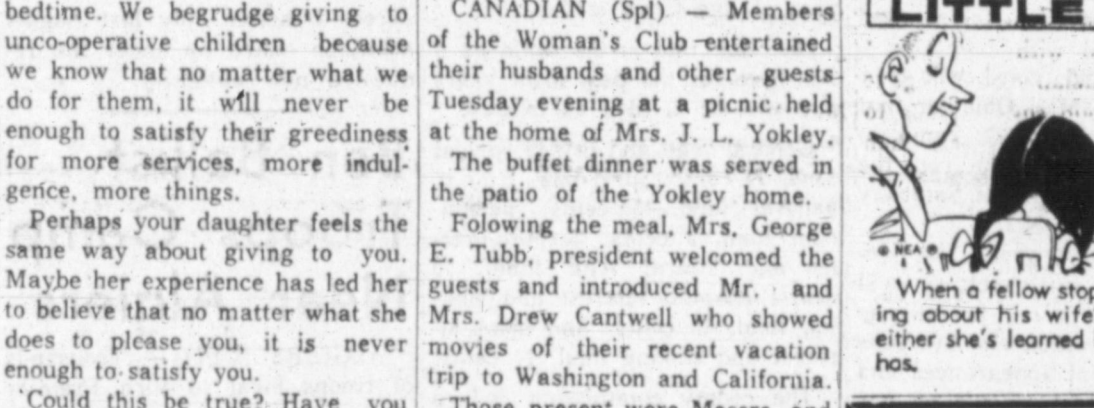 bedtime. We begrudge giving to
unco-operative children because
we know that no matter what we
do for them, it will never be
enough to satisfy their greediness
for more services, more indul-
gence, more things.
Perhaps your daughter feels the
same way about giving to you.
Maybe her experience has led her
to believe that no matter what she
does to please you, it is never
enough to satisfy you.
Could this be true? Have you
CANADIAN (Spl) — Members
of the Woman's Club entertained
their husbands and other guests
Tuesday evening at a picnic held
at the home of Mrs. J. L. Yokley.
The buffet dinner was served in
the patio of the Yokley home.
Folowing the meal, Mrs. George
E. Tubb, president welcomed the
guests and introduced Mr. and
Mrs. Drew Cantwell who showed
movies of their recent vacation
trip to Washington and California.
Those present were Messrs. and
LITTLE
© NEA ®
When a fellow stop
ing about his wife
either she's learned
has.